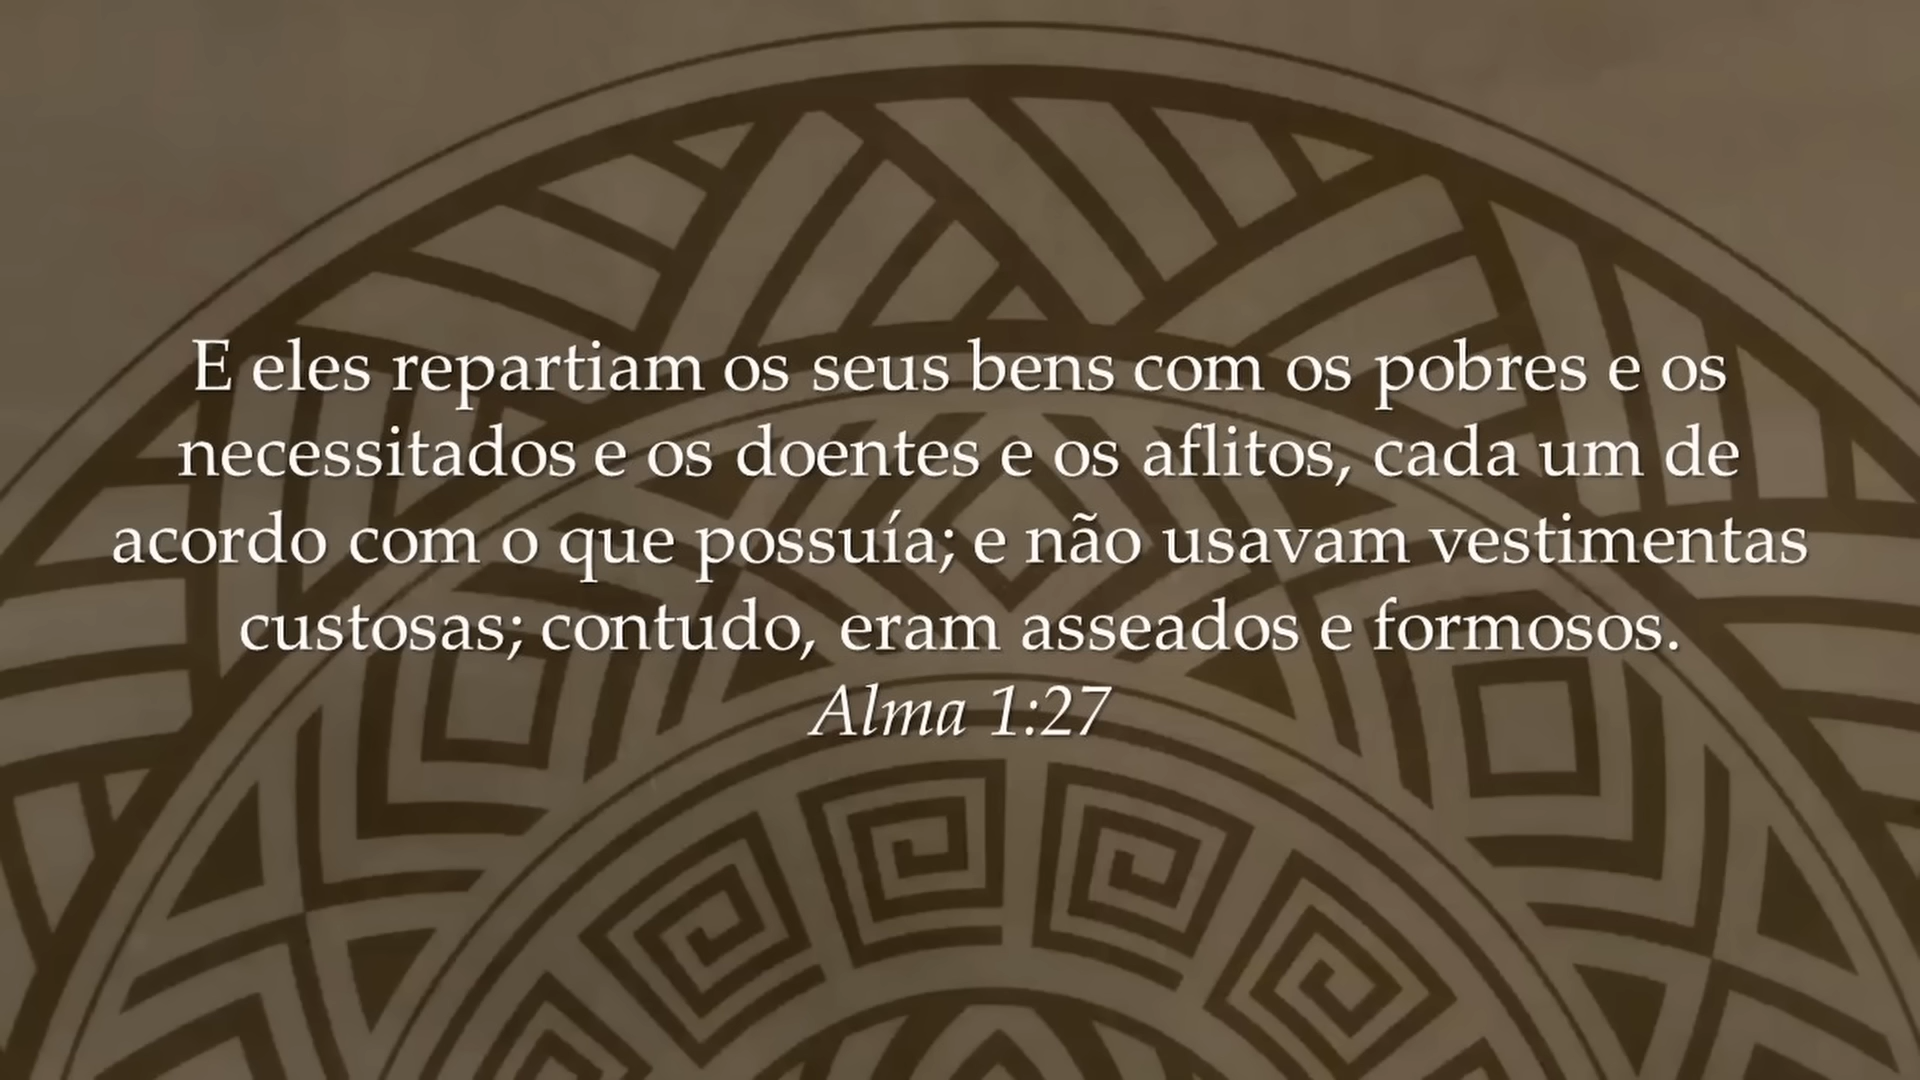 E eles repartiam os seus bens com os pobres e os
necessitados e os doentes e os aflitos, cada um de
acordo com o que possuía; e não usavam vestimentas
custosas; contudo, eram asseados e formosos.
Alma 1:27